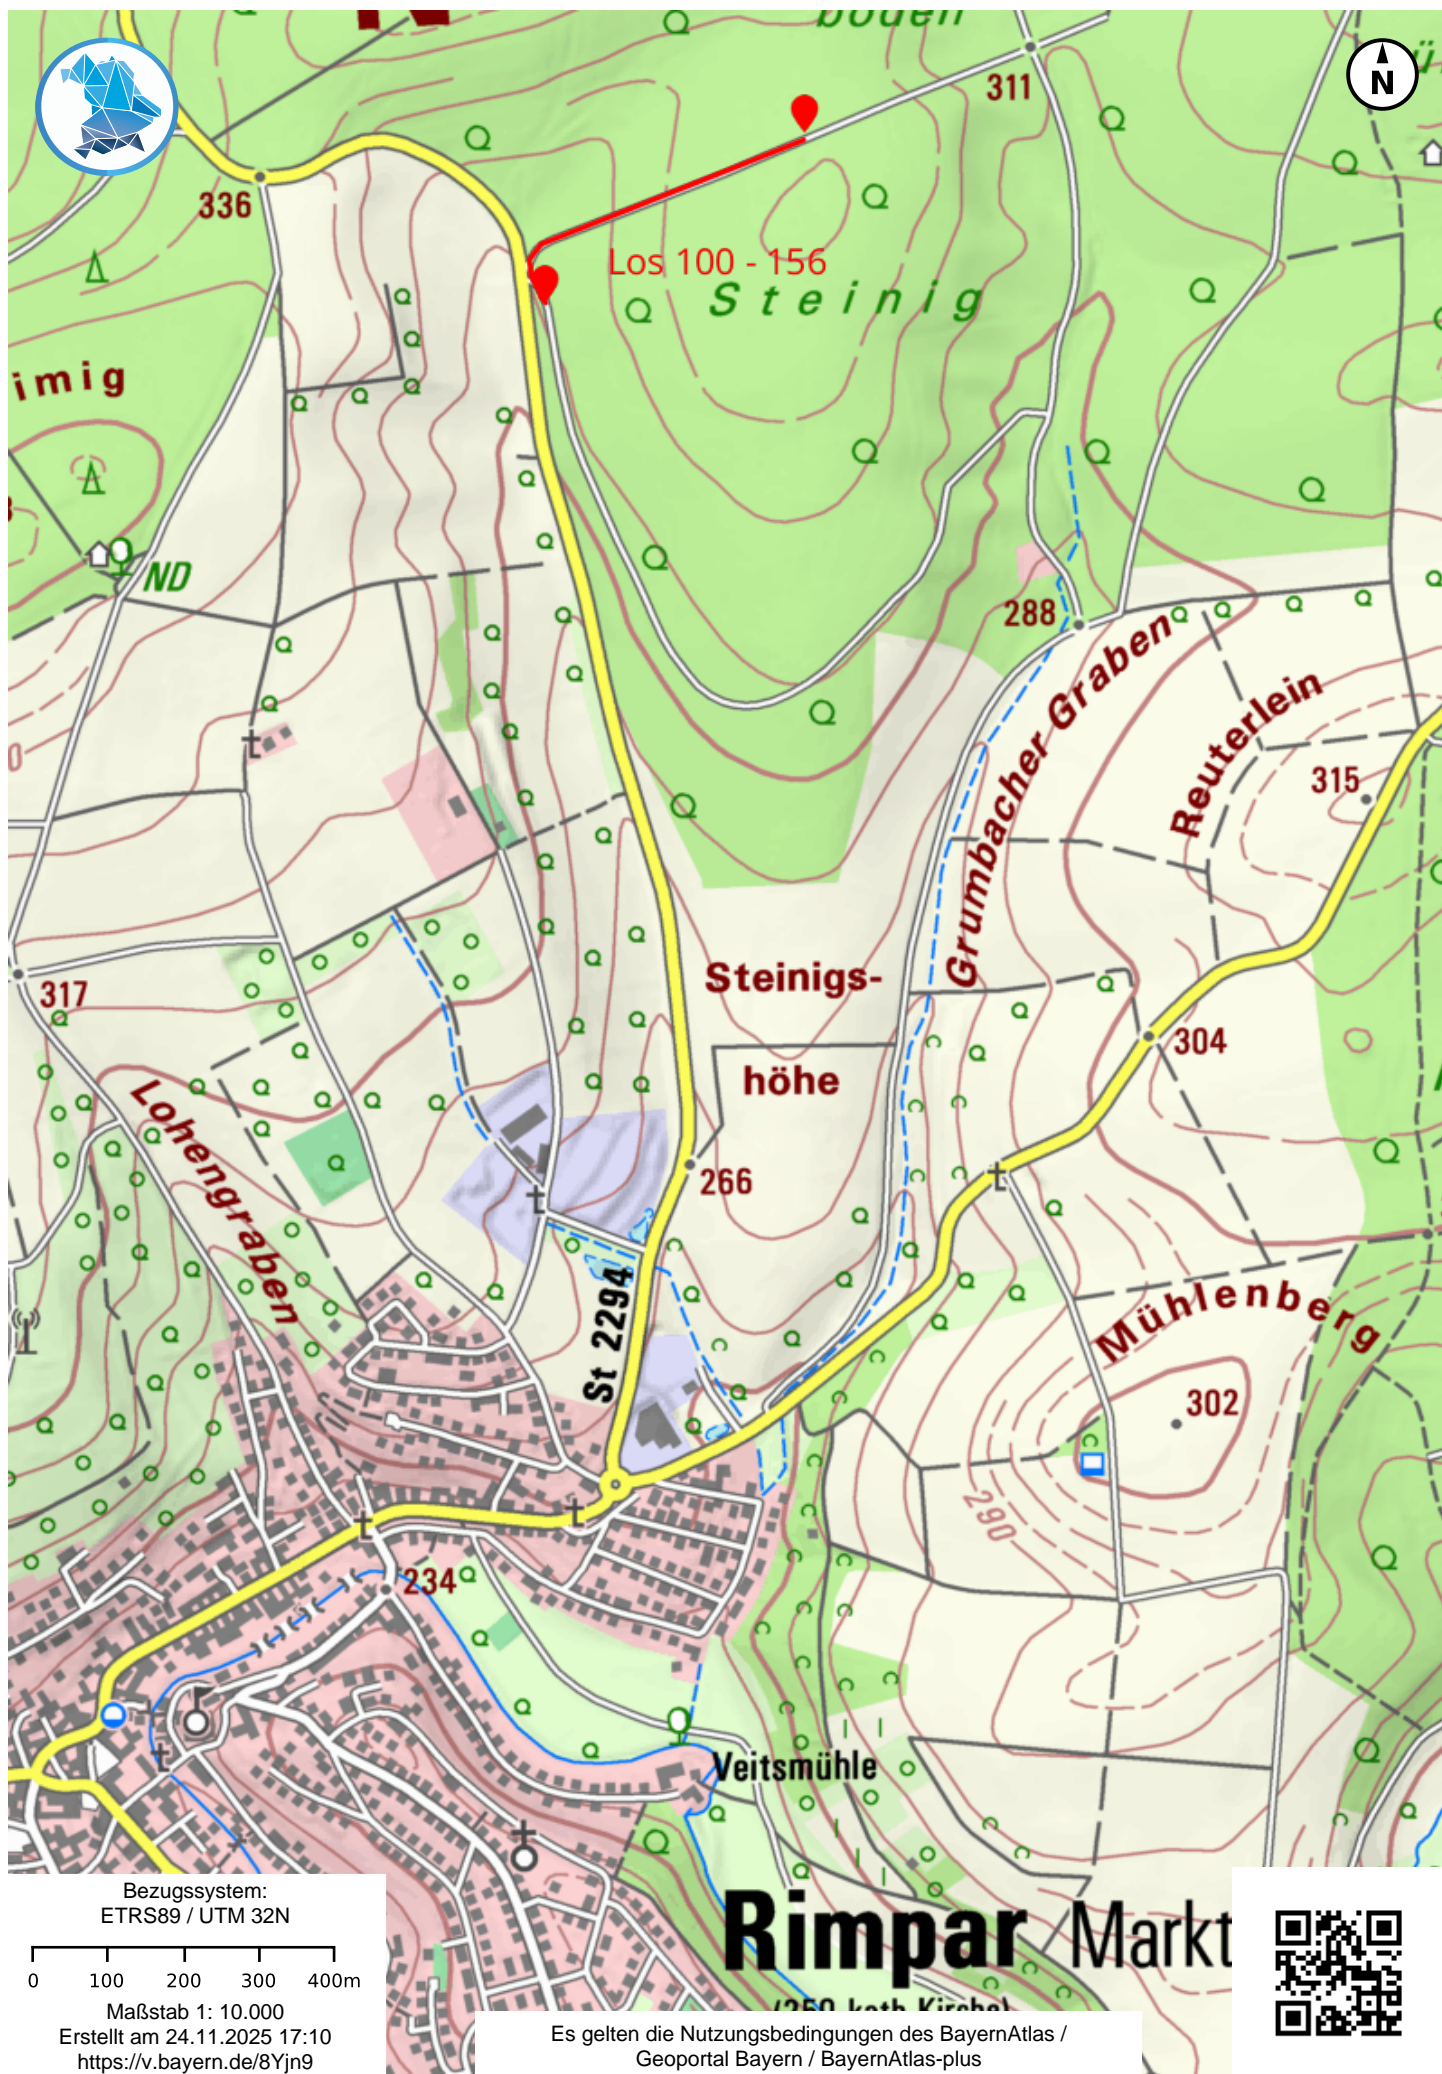 boden
N
311
336
Los 100 - 156
Steinig
imig
ND
288
Grumbacher Graben
Reuterlein
315
317
Steinigs-
höhe
304
Lohengraben
266
St 2294
Mühlenberg
302
290
234
Veitsmühle
Rimpar Markt
Bezugssystem:
ETRS89 / UTM 32N
0 100 200 300 400m
Maßstab 1: 10.000
Erstellt am 24.11.2025 17:10
https://v.bayern.de/8Yjn9
Es gelten die Nutzungsbedingungen des BayernAtlas /
Geoportal Bayern / BayernAtlas-plus